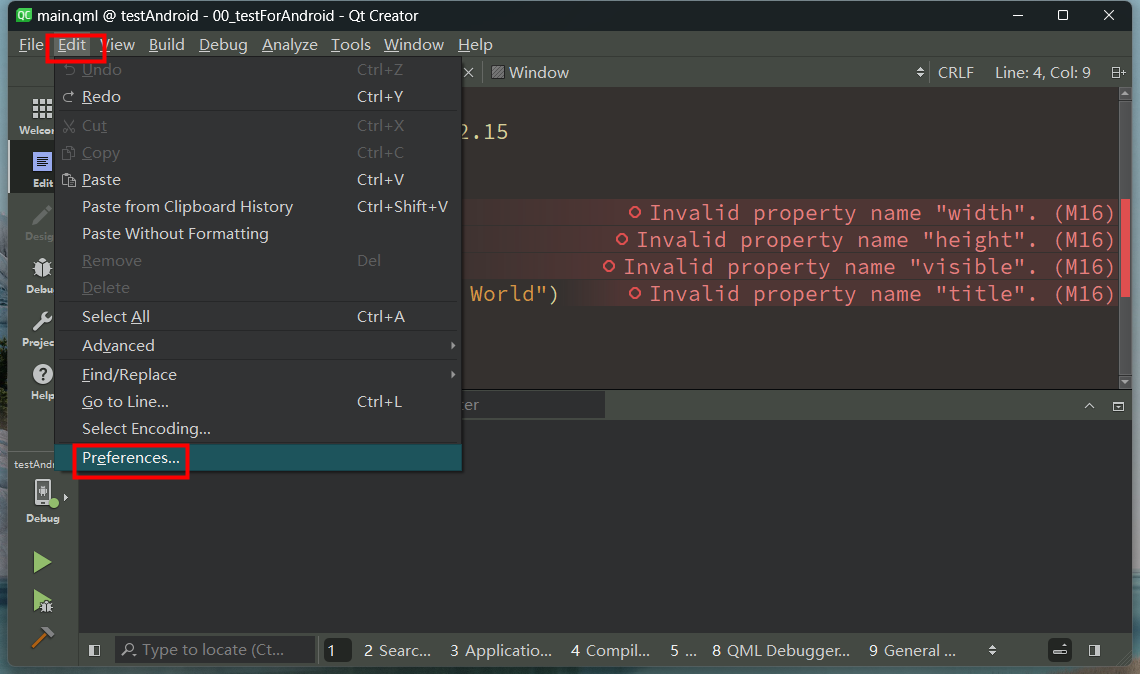 QC main.qml @ testAndroid - 00_testForAndroid - Qt Creator
File Edit View Build Debug Analyze Tools Window Help
Window CRLF Line: 4, Col: 9
Undo Ctrl+Z
Redo Ctrl+Y
Cut Ctrl+X
Copy Ctrl+C
Paste Ctrl+V
Paste from Clipboard History Ctrl+Shift+V
Paste Without Formatting
Remove Del
Delete
Select All Ctrl+A
Advanced
Find/Replace
Go to Line... Ctrl+L
Select Encoding...
Preferences...
2.15
Invalid property name "width". (M16)
Invalid property name "height". (M16)
Invalid property name "visible". (M16)
World") Invalid property name "title". (M16)
ter
Welcon
Edit
Desig
Debu
Projec
Help
testAndr
Debug
Type to locate (Ct... 1 2 Searc... 3 Applicatio... 4 Compil... 5 ... 8 QML Debugger... 9 General ...